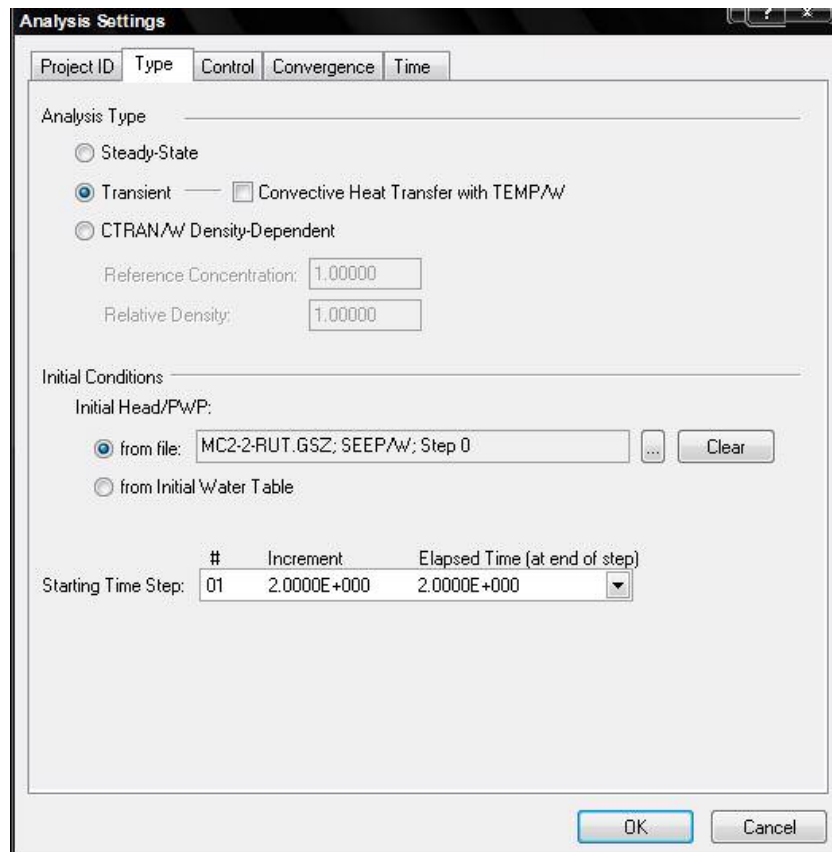 Analysis Settings
? x
Project ID Type Control Convergence Time
Analysis Type
Steady-State
Transient Convective Heat Transfer with TEMP/W
CTRAN/W Density-Dependent
Reference Concentration: 1.00000
Relative Density: 1.00000
Initial Conditions
Initial Head/PWP:
from file: MC2-2-RUT.GSZ; SEEP/W; Step 0 ... Clear
from Initial Water Table
# Increment Elapsed Time (at end of step)
Starting Time Step: 01 2.0000E+000 2.0000E+000
OK Cancel